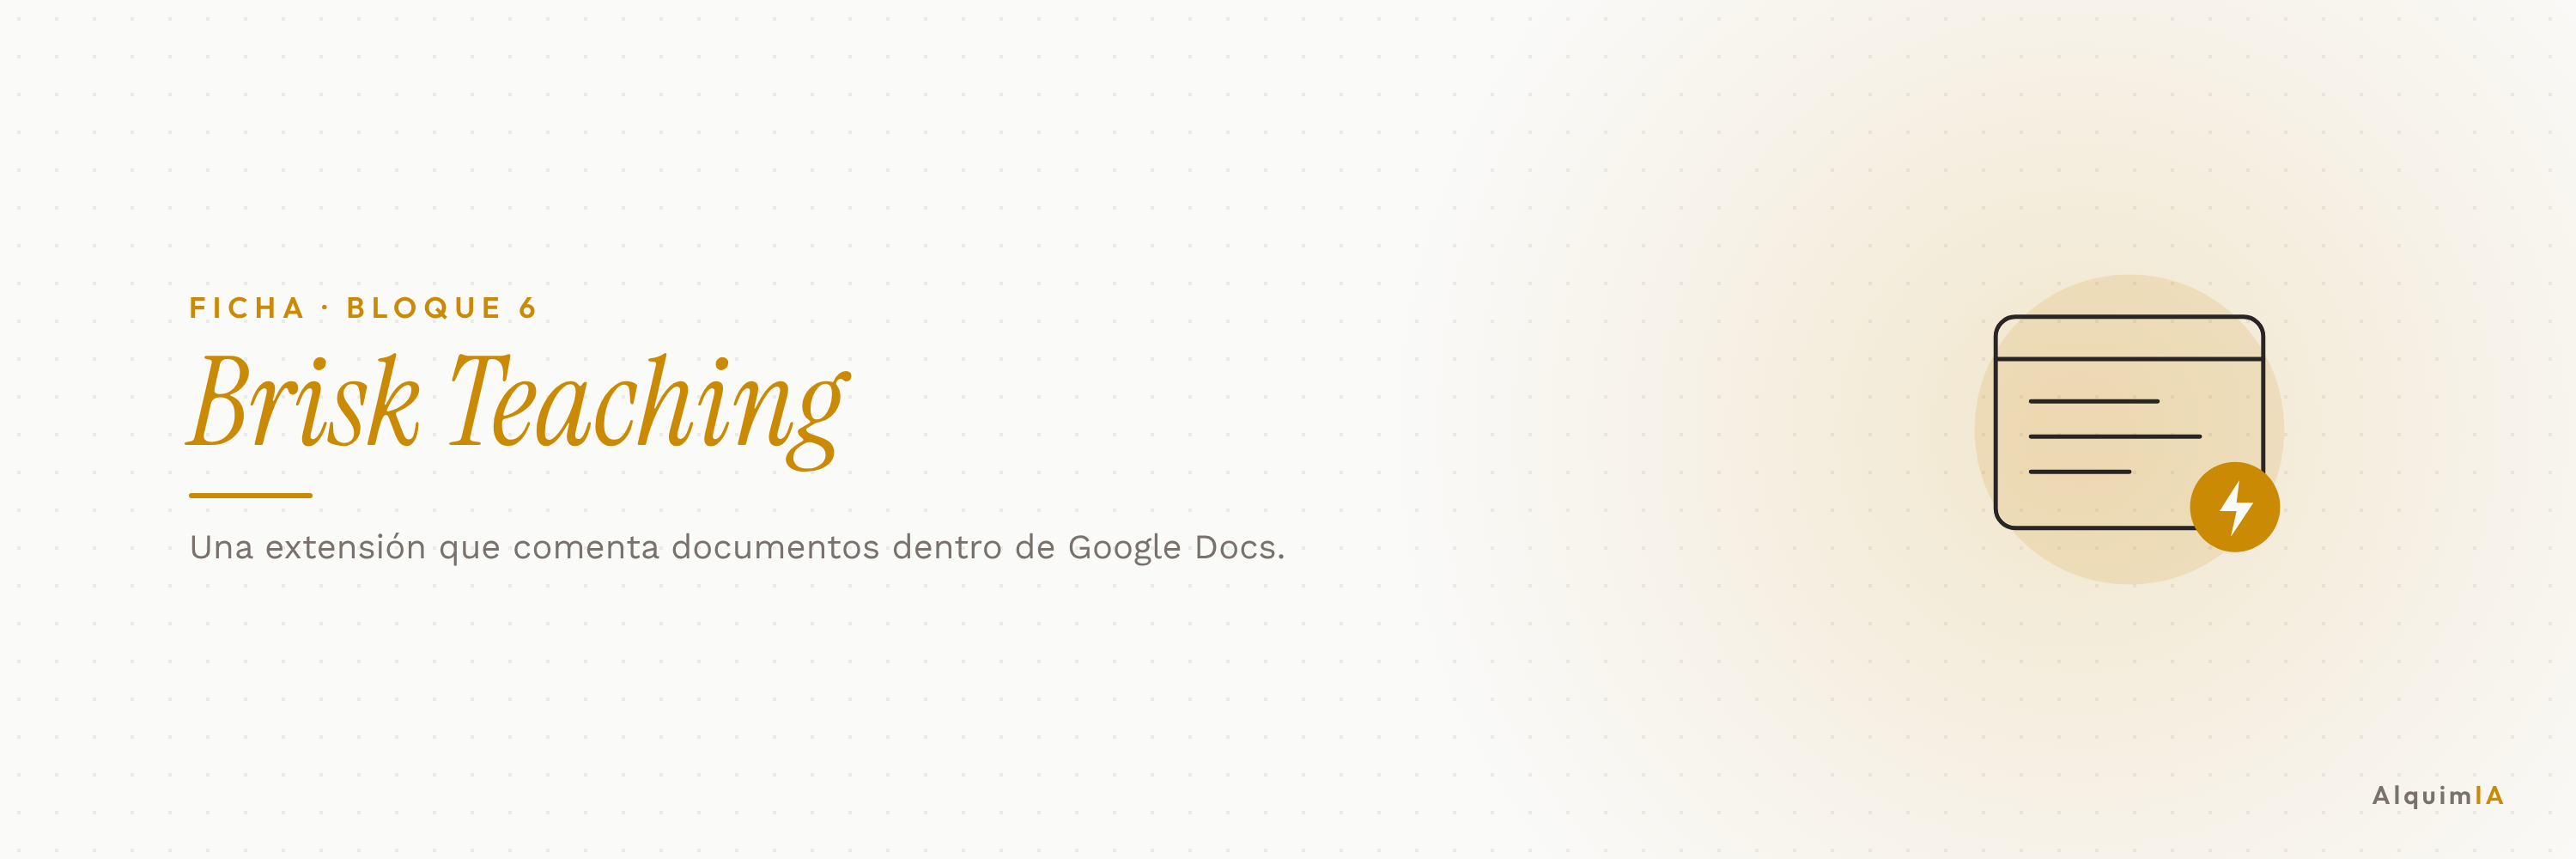 FICHA · BLOQUE 6
Brisk Teaching
Una extensión que comenta documentos dentro de Google Docs.
AlquimIA